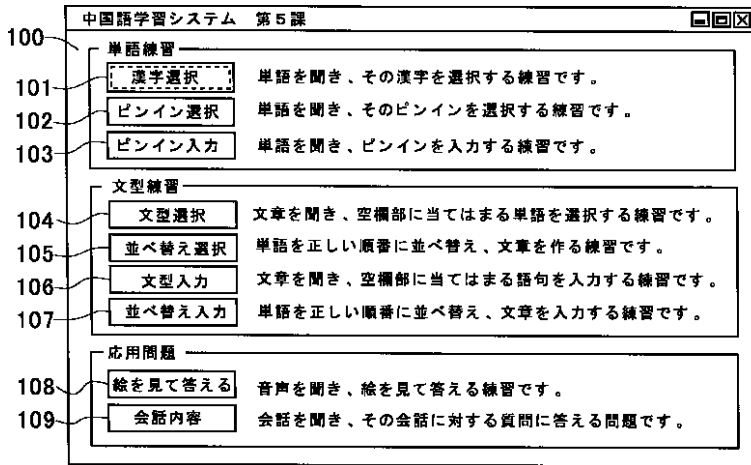 中国語学習システム 第5課
100
単語練習
101 漢字選択 単語を聞き、その漢字を選択する練習です。
102 ピンイン選択 単語を聞き、そのピンインを選択する練習です。
103 ピンイン入力 単語を聞き、ピンインを入力する練習です。
文型練習
104 文型選択 文章を聞き、空欄部に当てはまる単語を選択する練習です。
105 並べ替え選択 単語を正しい順番に並べ替え、文章を作る練習です。
106 文型入力 文章を聞き、空欄部に当てはまる語句を入力する練習です。
107 並べ替え入力 単語を正しい順番に並べ替え、文章を入力する練習です。
応用問題
108 絵を見て答える 音声を聞き、絵を見て答える練習です。
109 会話内容 会話を聞き、その会話に対する質問に答える問題です。